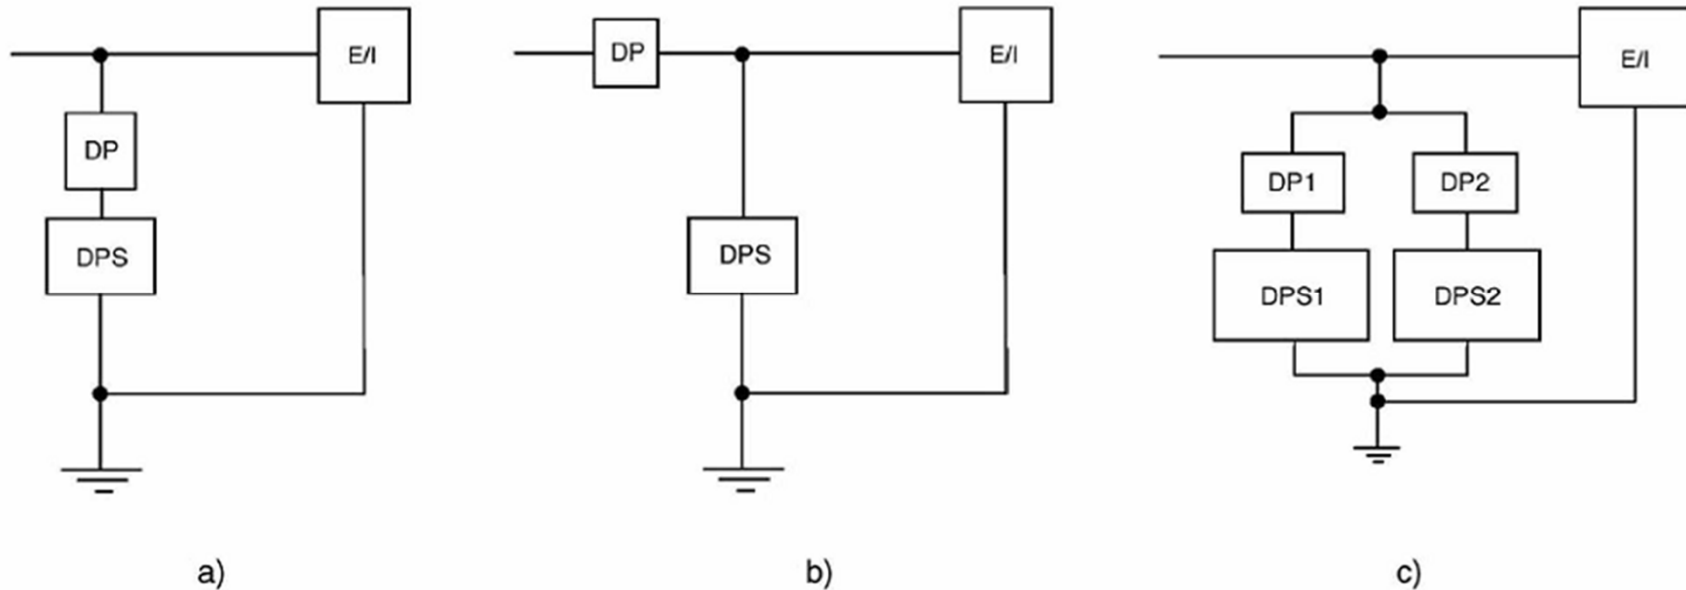 E/I
DP
DPS
a)
DP
E/I
DPS
b)
E/I
DP1 DP2
DPS1 DPS2
c)